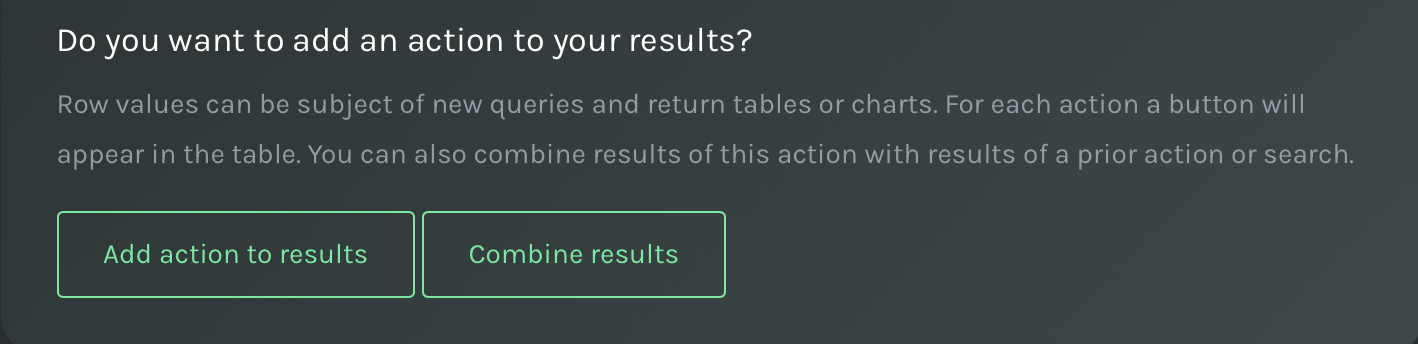 Do you want to add an action to your results?
Row values can be subject of new queries and return tables or charts. For each action a button will
appear in the table. You can also combine results of this action with results of a prior action or search.
Add action to results
Combine results